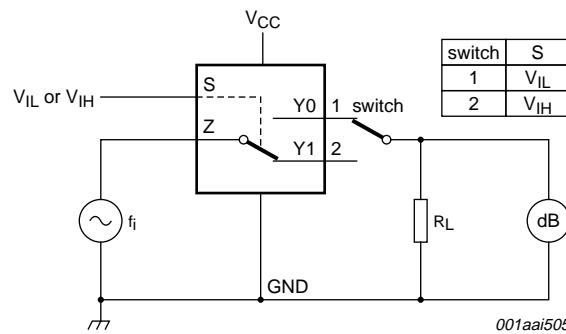 VCC
switch S
1 VIL
2 VIH
VIL or VIH
S
Z
Y0 1 switch
Y1 2
fi
RL
dB
GND
001aai505